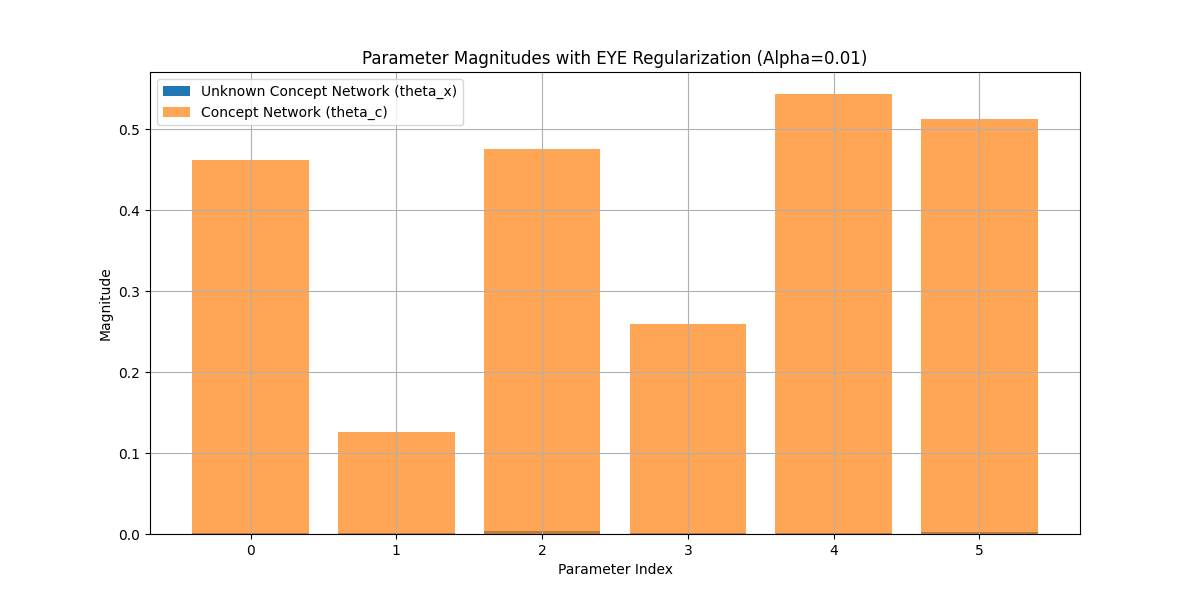 Parameter Magnitudes with EYE Regularization (Alpha=0.01)
Unknown Concept Network (theta_x)
Concept Network (theta_c)
Magnitude
0.5
0.4
0.3
0.2
0.1
0.0
0 1 2 3 4 5
Parameter Index